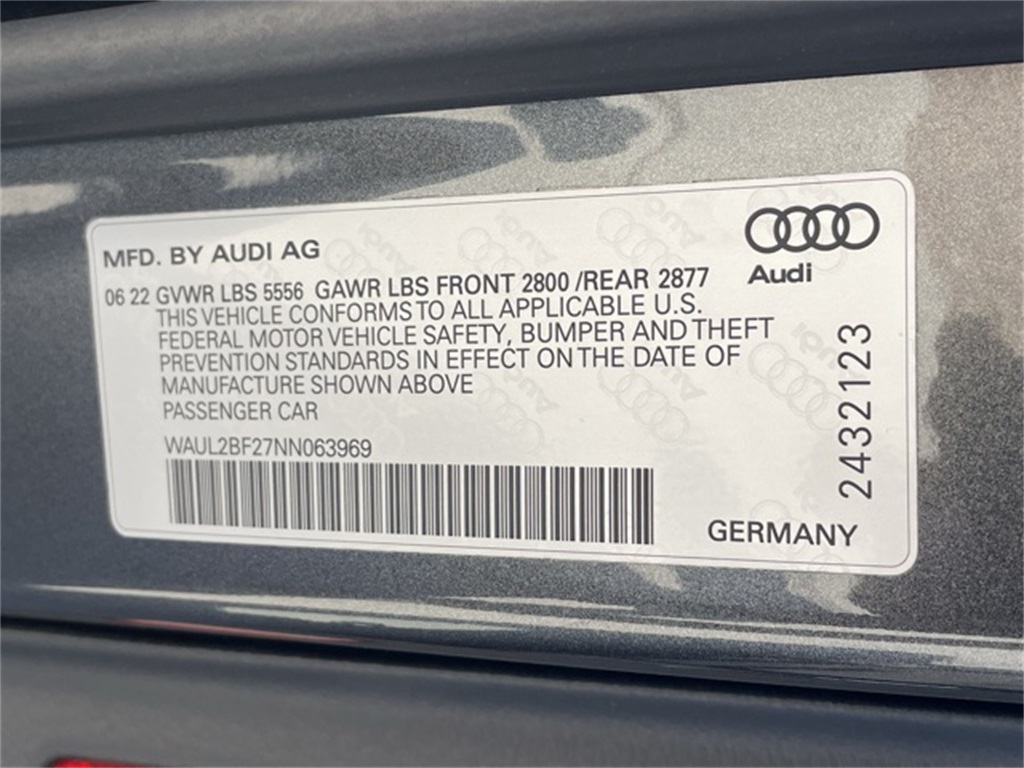 MFD. BY AUDI AG
Audi
06 22 GVWR LBS 5556 GAWR LBS FRONT 2800 /REAR 2877
THIS VEHICLE CONFORMS TO ALL APPLICABLE U.S.
FEDERAL MOTOR VEHICLE SAFETY, BUMPER AND THEFT
PREVENTION STANDARDS IN EFFECT ON THE DATE OF
MANUFACTURE SHOWN ABOVE
PASSENGER CAR
WAUL2BF27NN063969
2432123
GERMANY